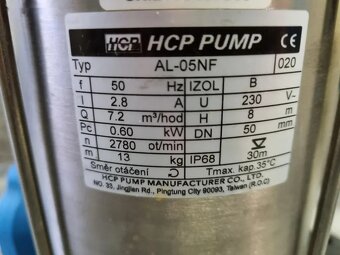 HCP HCP PUMP CE
Typ AL-05NF 020
f 50 Hz IZOL B
I 2.8 A U 230 V~
Q 7.2 m³/hod H 8 m
Pc 0.60 kW DN 50 mm
n 2780 ot/min
m 13 kg IP68 30m
Směr otáčení Tmax. kap.35°C
HCP PUMP MANUFACTURER CO., LTD.
NO. 33, Jingjian Rd., Pingtung City 90093, Taiwan (R.O.C)